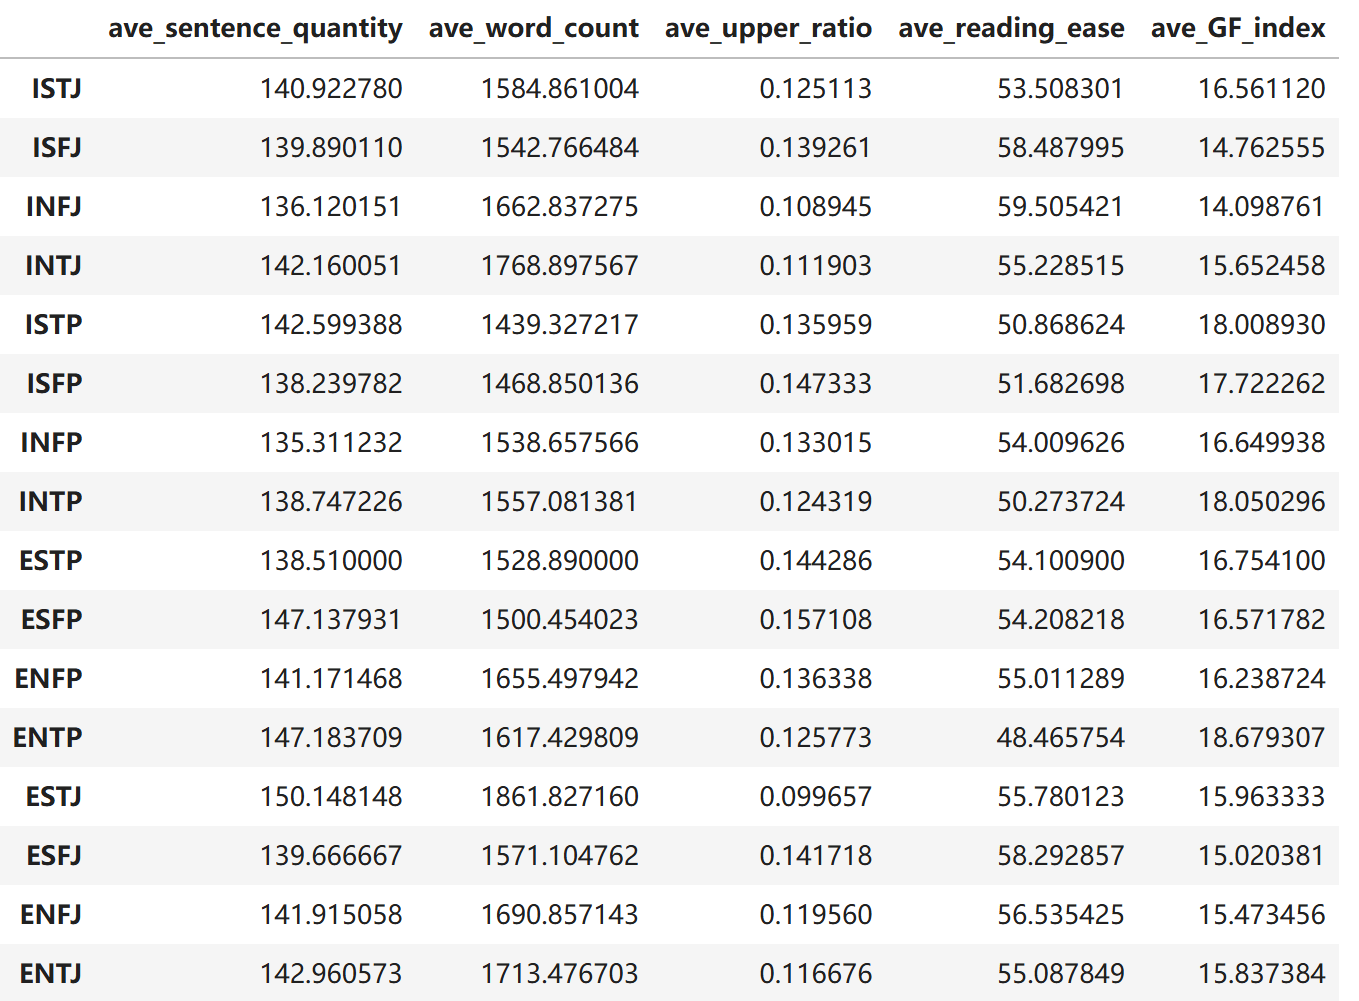 ave_sentence_quantity ave_word_count ave_upper_ratio ave_reading_ease ave_GF_index
ISTJ 140.922780 1584.861004 0.125113 53.508301 16.561120
ISFJ 139.890110 1542.766484 0.139261 58.487995 14.762555
INFJ 136.120151 1662.837275 0.108945 59.505421 14.098761
INTJ 142.160051 1768.897567 0.111903 55.228515 15.652458
ISTP 142.599388 1439.327217 0.135959 50.868624 18.008930
ISFP 138.239782 1468.850136 0.147333 51.682698 17.722262
INFP 135.311232 1538.657566 0.133015 54.009626 16.649938
INTP 138.747226 1557.081381 0.124319 50.273724 18.050296
ESTP 138.510000 1528.890000 0.144286 54.100900 16.754100
ESFP 147.137931 1500.454023 0.157108 54.208218 16.571782
ENFP 141.171468 1655.497942 0.136338 55.011289 16.238724
ENTP 147.183709 1617.429809 0.125773 48.465754 18.679307
ESTJ 150.148148 1861.827160 0.099657 55.780123 15.963333
ESFJ 139.666667 1571.104762 0.141718 58.292857 15.020381
ENFJ 141.915058 1690.857143 0.119560 56.535425 15.473456
ENTJ 142.960573 1713.476703 0.116676 55.087849 15.837384